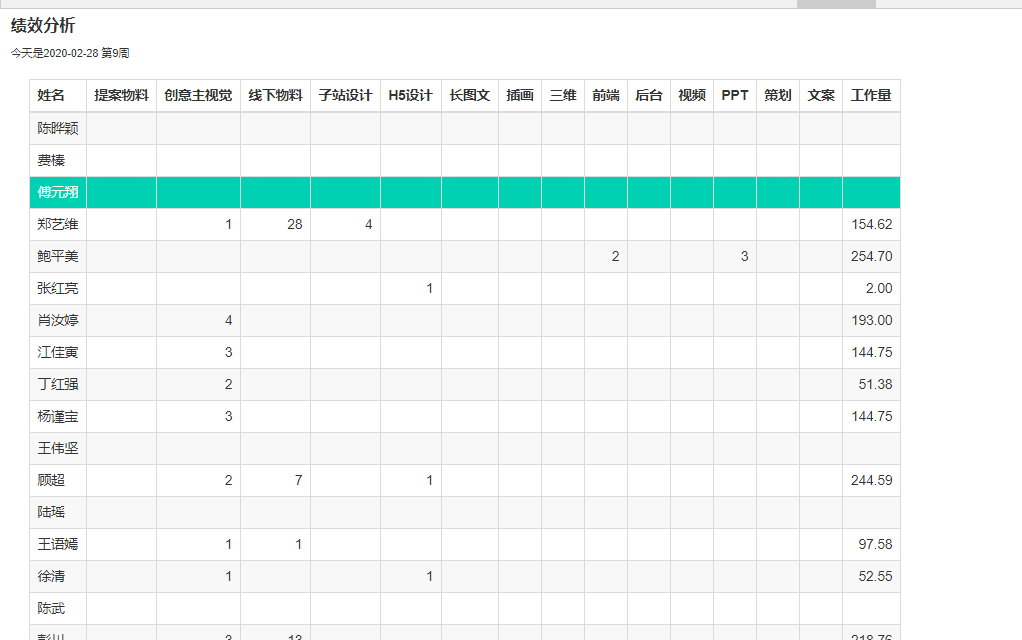 绩效分析
今天是2020-02-28 第9周
姓名 提案物料 创意主视觉 线下物料 子站设计 H5设计 长图文 插画 三维 前端 后台 视频 PPT 策划 文案 工作量
陈晔颖
费榛
傅元翔
郑艺维 1 28 4 154.62
鲍平美 2 3 254.70
张红亮 1 2.00
肖汝婷 4 193.00
江佳寅 3 144.75
丁红强 2 51.38
杨谨宝 3 144.75
王伟坚
顾超 2 7 1 244.59
陆瑶
王语嫣 1 1 97.58
徐清 1 1 52.55
陈武
彭川 3 13 218.76